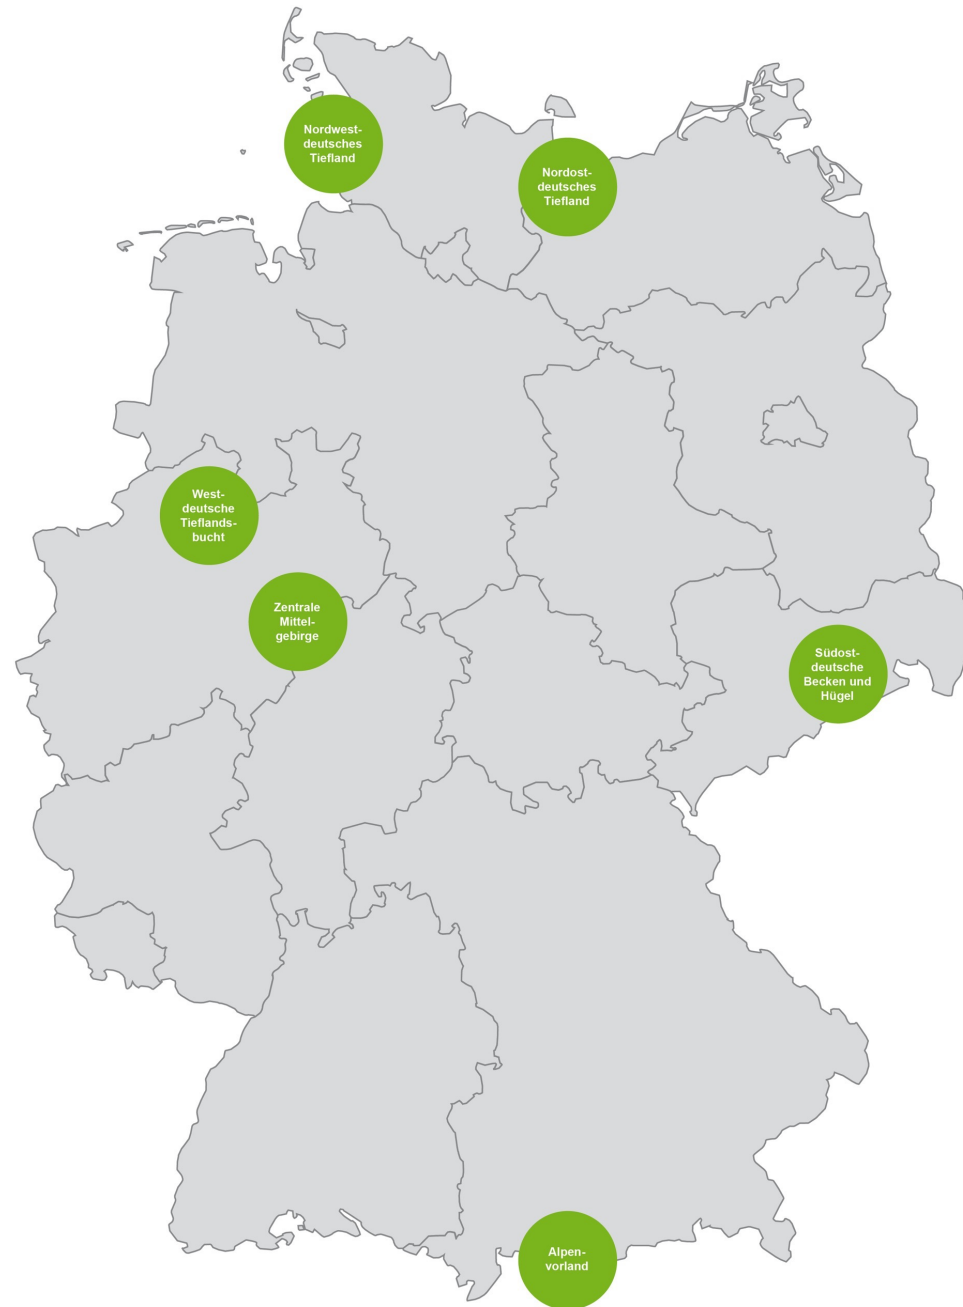 Nordwest-
deutsches
Tiefland
Nordost-
deutsches
Tiefland
West-
deutsche
Tieflands-
bucht
Zentrale
Mittel-
gebirge
Südost-
deutsche
Becken und
Hügel
Alpen-
vorland